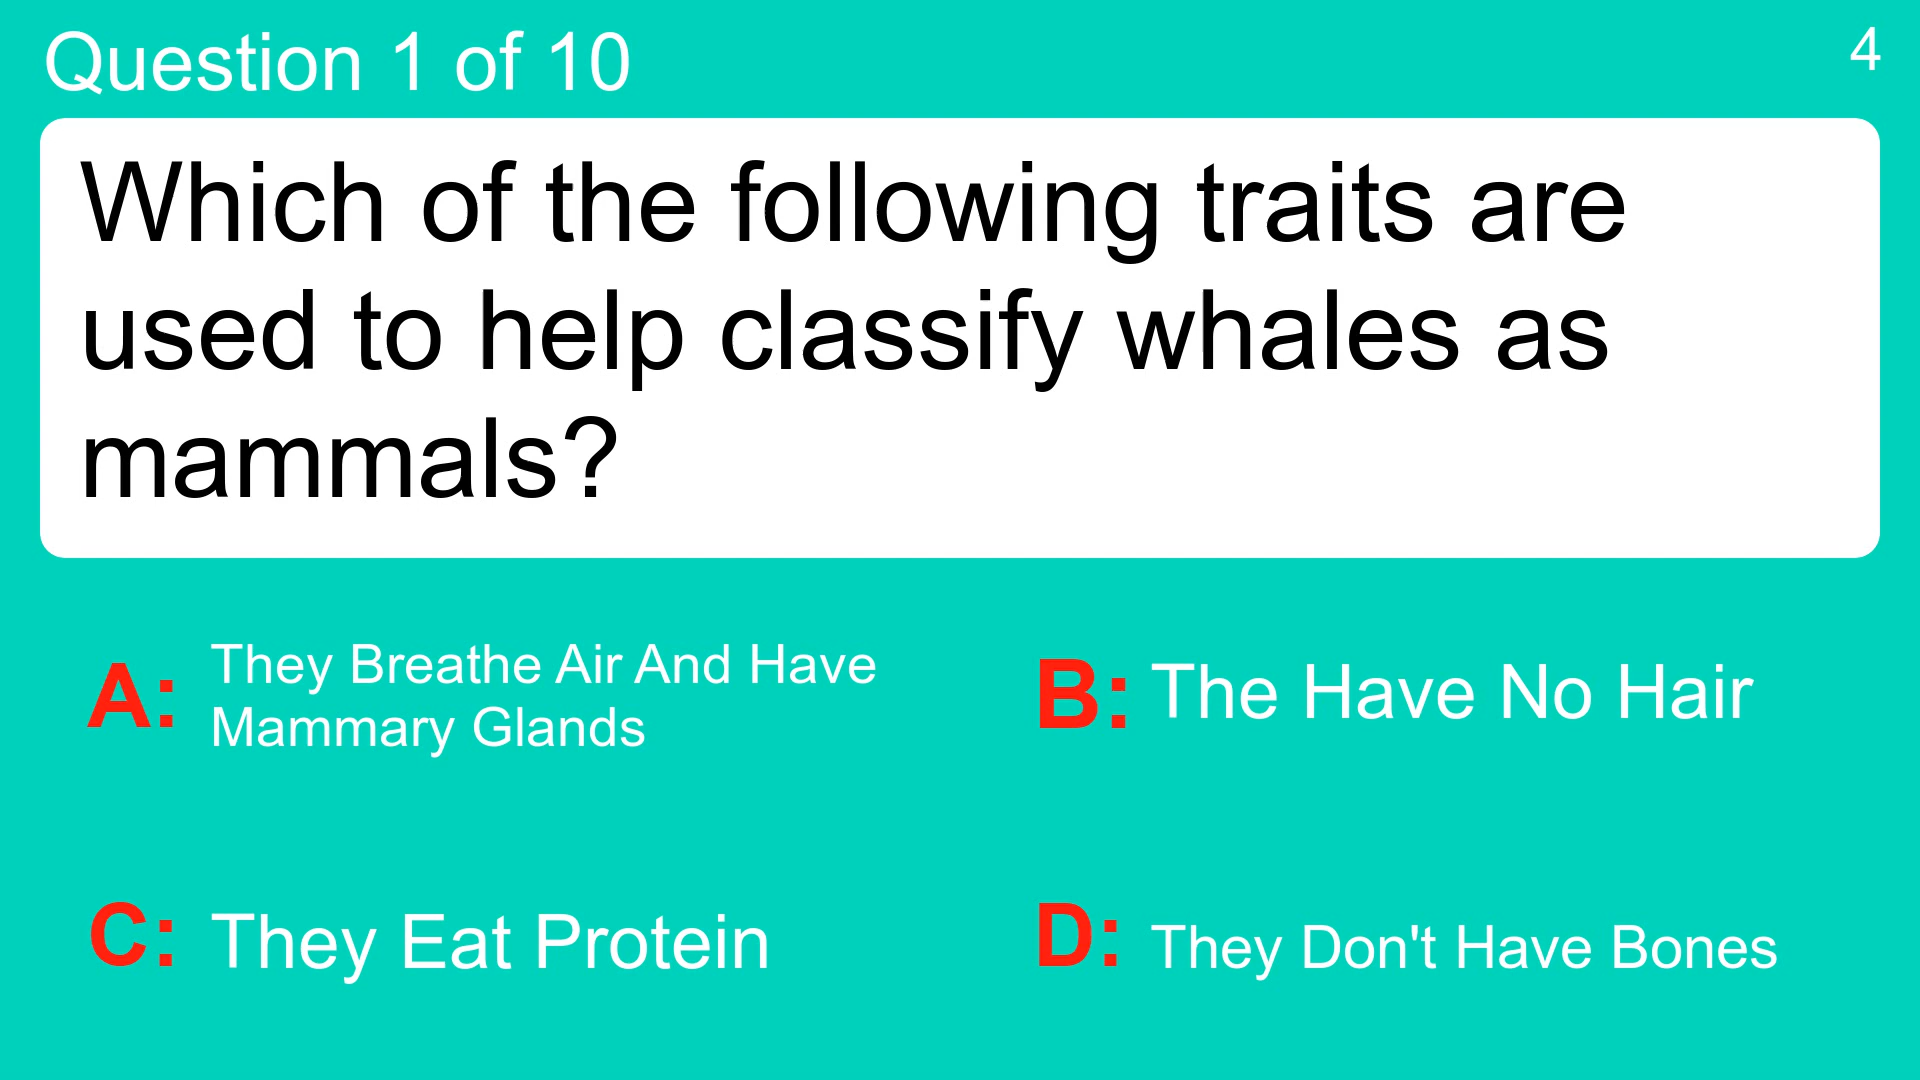 Question 1 of 10
4
Which of the following traits are
used to help classify whales as
mammals?
A: They Breathe Air And Have
Mammary Glands
B: The Have No Hair
C: They Eat Protein
D: They Don't Have Bones